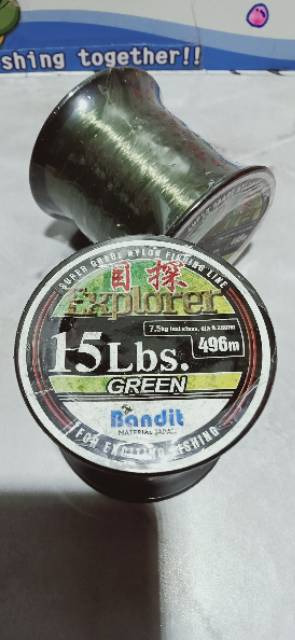 shing together!!
SUPER GRADE NYLON FISHING LINE
目探
Explorer
7.5kg
496m
15Lbs.
GREEN
Bandit
MATERIAL JAPAN
FOR EXCITING FISHING